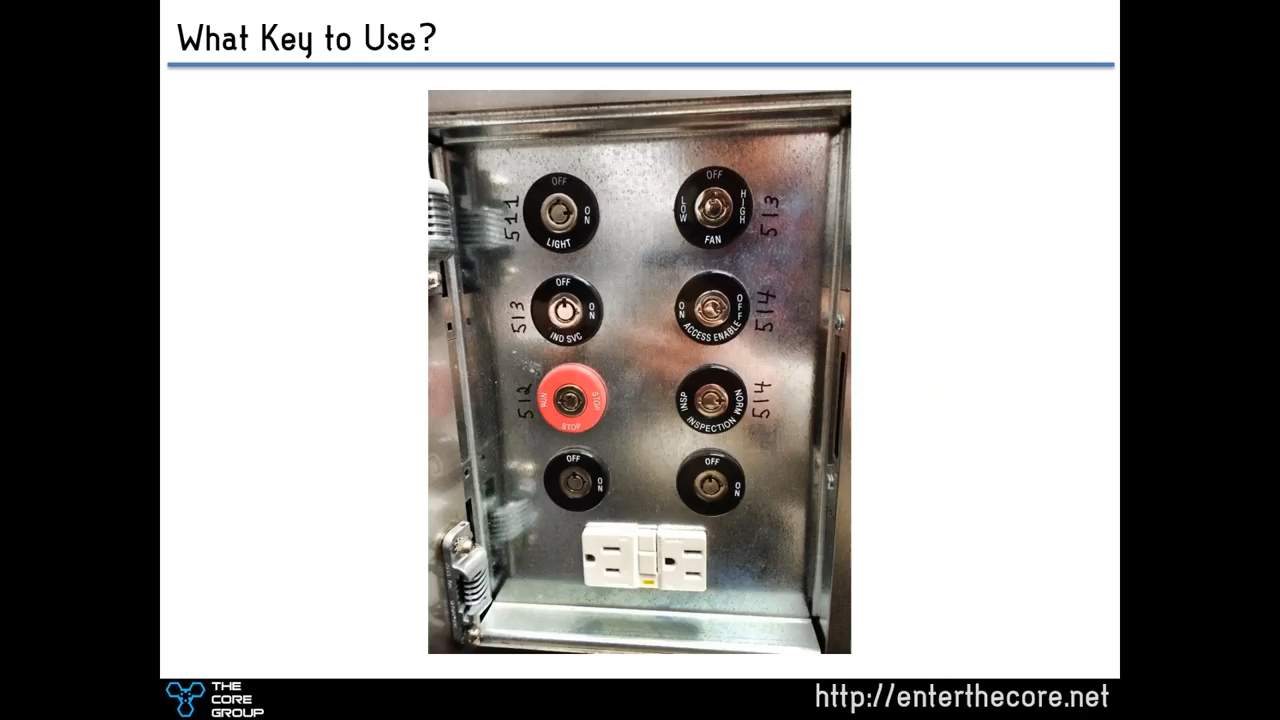 What Key to Use?
OFF
ON
LIGHT
511
OFF
LOW
HIGH
FAN
513
OFF
ON
IND SVC
513
ON
OFF
ACCESS ENABLE
514
RUN
STOP
STOP
512
INSP
NORM
INSPECTION
514
OFF
ON
OFF
ON
THE
CORE
GROUP
http://enterthecore.net